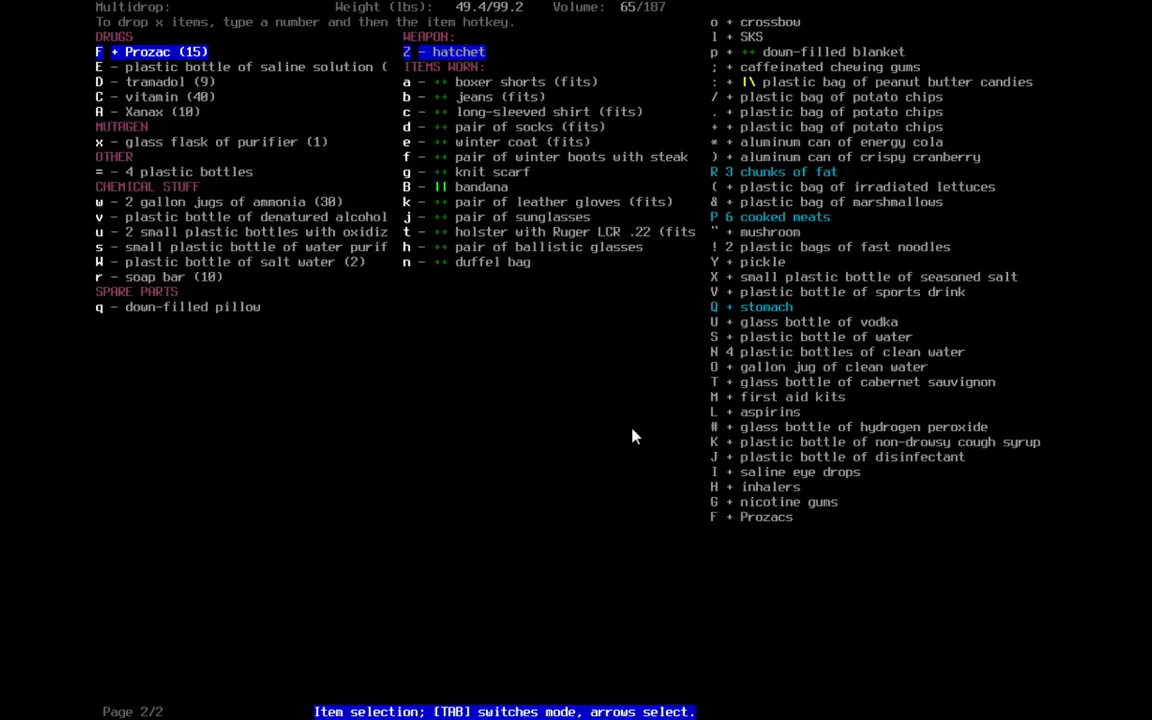 Multidrop: Weight (lbs): 49.4/99.2 Volume: 65/187
To drop x items, type a number and then the item hotkey.
DRUGS
F + Prozac (15)
E - plastic bottle of saline solution (
D - tramadol (9)
C - vitamin (40)
A - Xanax (10)
MUTAGEN
x - glass flask of purifier (1)
OTHER
= - 4 plastic bottles
CHEMICAL STUFF
w - 2 gallon jugs of ammonia (30)
v - plastic bottle of denatured alcohol
u - 2 small plastic bottles with oxidiz
s - small plastic bottle of water purif
W - plastic bottle of salt water (2)
r - soap bar (10)
SPARE PARTS
q - down-filled pillow
WEAPON:
Z - hatchet
ITEMS WORN:
a - ++ boxer shorts (fits)
b - ++ jeans (fits)
c - ++ long-sleeved shirt (fits)
d - ++ pair of socks (fits)
e - ++ winter coat (fits)
f - ++ pair of winter boots with steak
g - ++ knit scarf
B - || bandana
k - ++ pair of leather gloves (fits)
j - ++ pair of sunglasses
t - ++ holster with Ruger LCR .22 (fits
h - ++ pair of ballistic glasses
n - ++ duffel bag
o + crossbow
l + SKS
p + ++ down-filled blanket
; + caffeinated chewing gums
: + |\ plastic bag of peanut butter candies
/ + plastic bag of potato chips
. + plastic bag of potato chips
+ + plastic bag of potato chips
* + aluminum can of energy cola
) + aluminum can of crispy cranberry
R 3 chunks of fat
( + plastic bag of irradiated lettuces
& + plastic bag of marshmallows
P 6 cooked meats
" + mushroom
! 2 plastic bags of fast noodles
Y + pickle
X + small plastic bottle of seasoned salt
V + plastic bottle of sports drink
Q + stomach
U + glass bottle of vodka
S + plastic bottle of water
N 4 plastic bottles of clean water
O + gallon jug of clean water
T + glass bottle of cabernet sauvignon
M + first aid kits
L + aspirins
# + glass bottle of hydrogen peroxide
K + plastic bottle of non-drowsy cough syrup
J + plastic bottle of disinfectant
I + saline eye drops
H + inhalers
G + nicotine gums
F + Prozacs
Page 2/2 Item selection; [TAB] switches mode, arrows select.